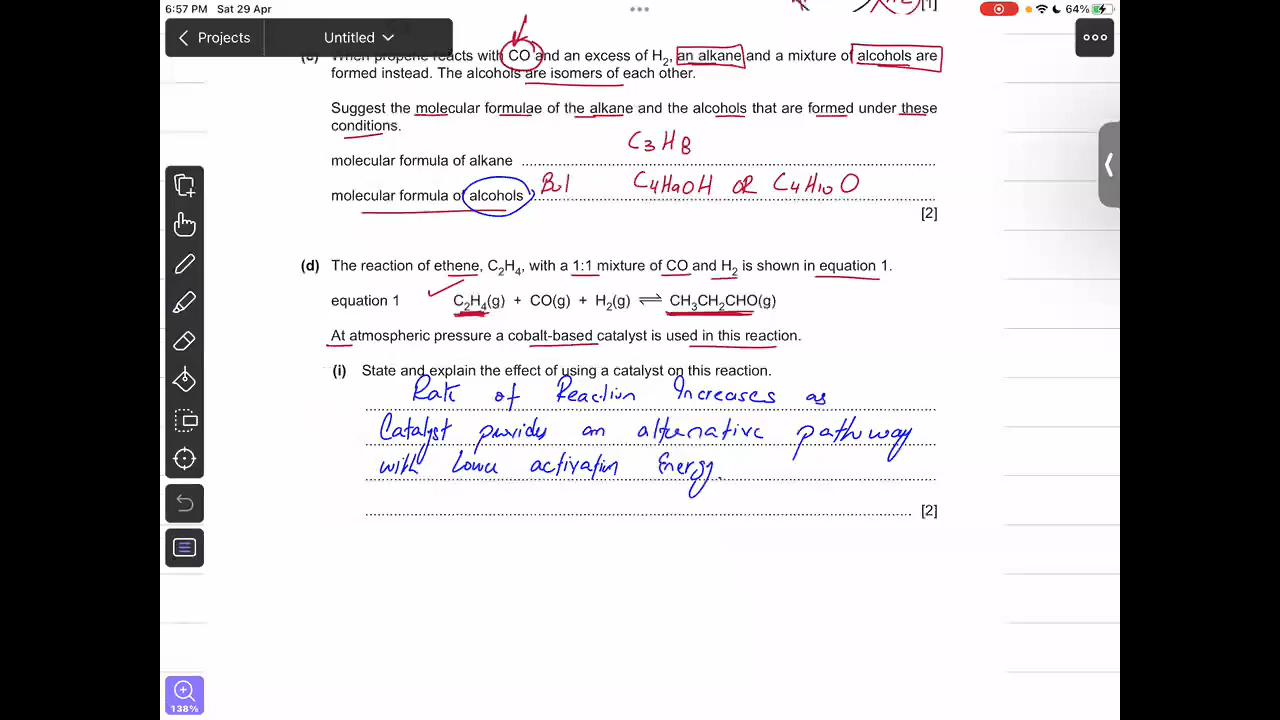 6:57 PM Sat 29 Apr
64%
[1]
Projects
Untitled
(c) When propene reacts with CO and an excess of H2, an alkane and a mixture of alcohols are
formed instead. The alcohols are isomers of each other.
Suggest the molecular formulae of the alkane and the alcohols that are formed under these
conditions.
C3H8
molecular formula of alkane
But C4H9OH OR C4H10O
molecular formula of alcohols
[2]
(d) The reaction of ethene, C2H4, with a 1:1 mixture of CO and H2 is shown in equation 1.
equation 1 C2H4(g) + CO(g) + H2(g) ⇌ CH3CH2CHO(g)
At atmospheric pressure a cobalt-based catalyst is used in this reaction.
(i) State and explain the effect of using a catalyst on this reaction.
Rate of Reaction Increases as
Catalyst provides an alternative pathway
with Lower activation Energy.
[2]
138%